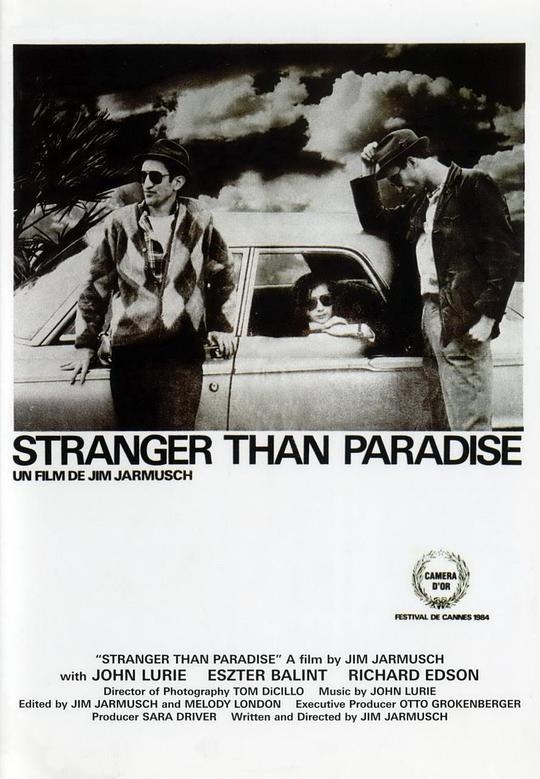 STRANGER THAN PARADISE
UN FILM DE JIM JARMUSCH
CAMERA
D'OR
FESTIVAL DE CANNES 1984
"STRANGER THAN PARADISE" A film by JIM JARMUSCH
with JOHN LURIE ESZTER BALINT RICHARD EDSON
Director of Photography TOM DiCILLO Music by JOHN LURIE
Edited by JIM JARMUSCH and MELODY LONDON Executive Producer OTTO GROKENBERGER
Producer SARA DRIVER Written and Directed by JIM JARMUSCH